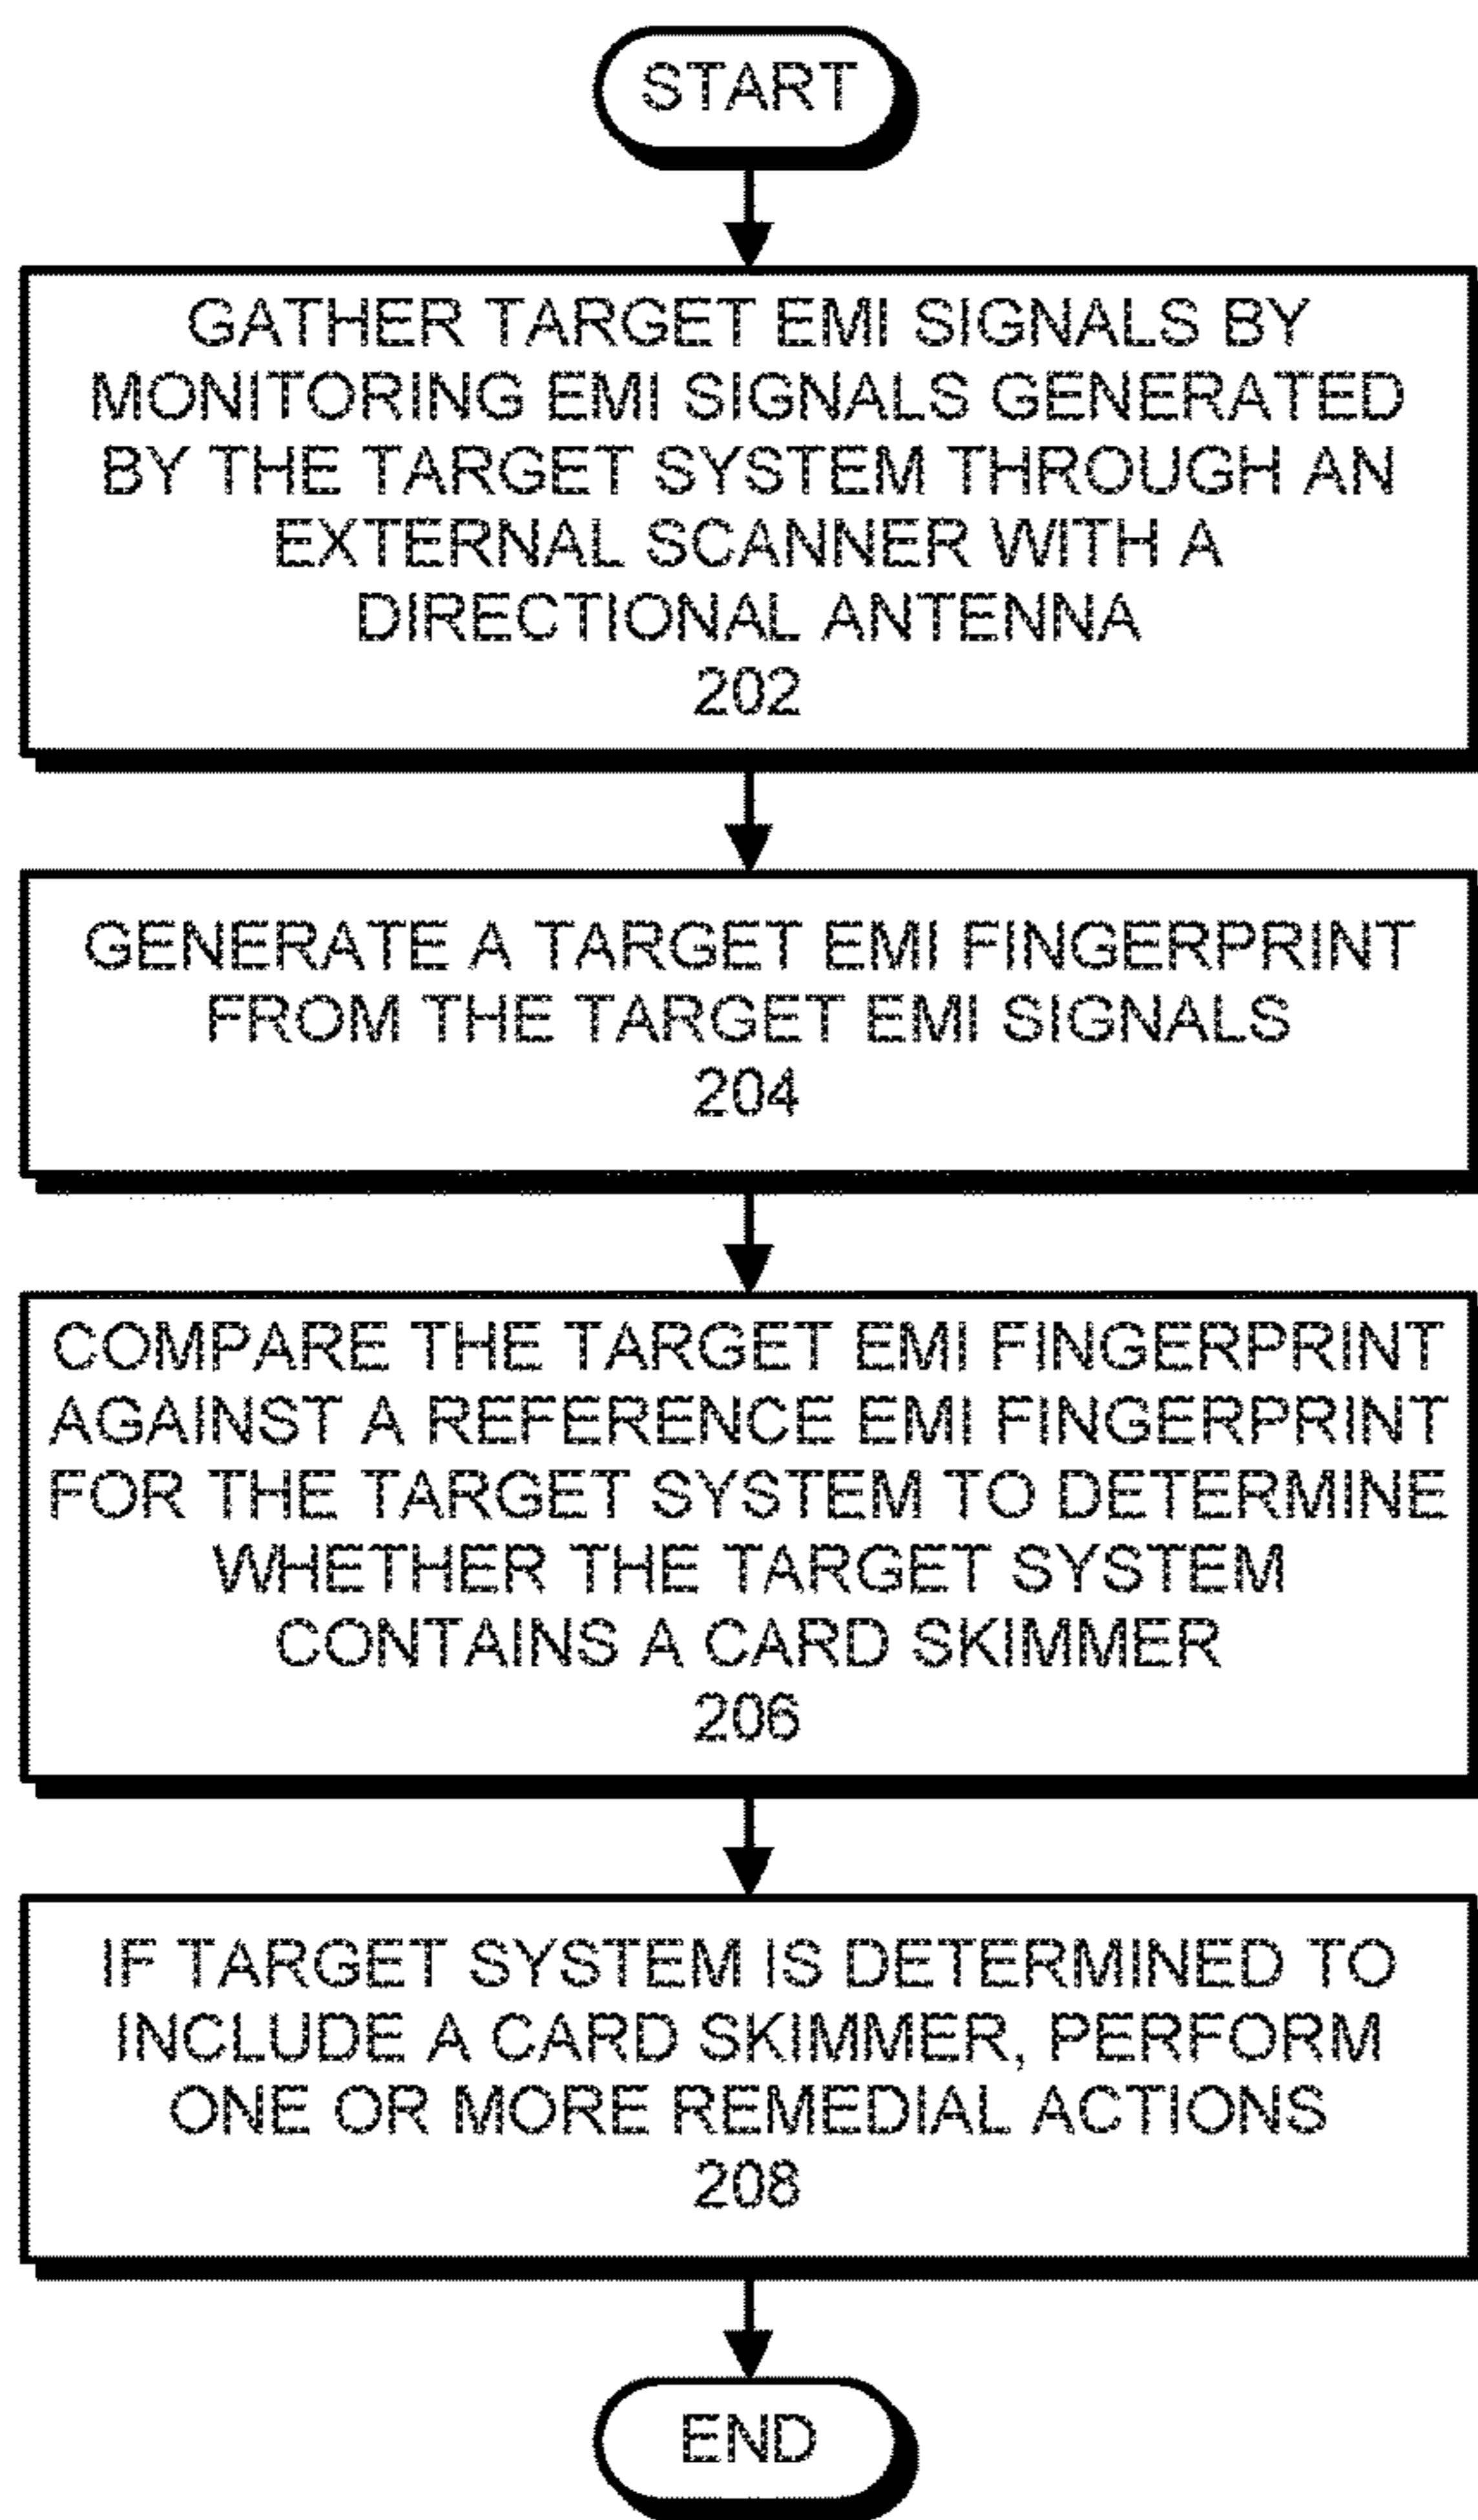 START
GATHER TARGET EMI SIGNALS BY
MONITORING EMI SIGNALS GENERATED
BY THE TARGET SYSTEM THROUGH AN
EXTERNAL SCANNER WITH A
DIRECTIONAL ANTENNA
202
GENERATE A TARGET EMI FINGERPRINT
FROM THE TARGET EMI SIGNALS
204
COMPARE THE TARGET EMI FINGERPRINT
AGAINST A REFERENCE EMI FINGERPRINT
FOR THE TARGET SYSTEM TO DETERMINE
WHETHER THE TARGET SYSTEM
CONTAINS A CARD SKIMMER
206
IF TARGET SYSTEM IS DETERMINED TO
INCLUDE A CARD SKIMMER, PERFORM
ONE OR MORE REMEDIAL ACTIONS
208
END